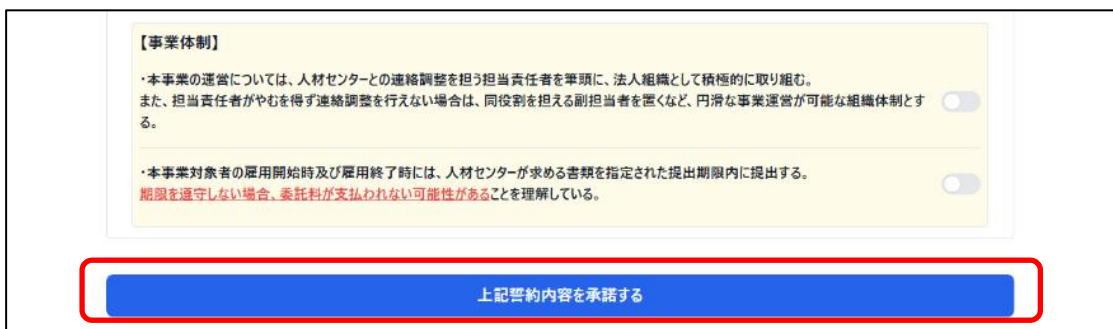 【事業体制】
・本事業の運営については、人材センターとの連絡調整を担う担当責任者を筆頭に、法人組織として積極的に取り組む。
また、担当責任者がやむを得ず連絡調整を行えない場合は、同役割を担える副担当者を置くなど、円滑な事業運営が可能な組織体制とす
る。
・本事業対象者の雇用開始時及び雇用終了時には、人材センターが求める書類を指定された提出期限内に提出する。
期限を遵守しない場合、委託料が支払われない可能性があることを理解している。
上記誓約内容を承諾する